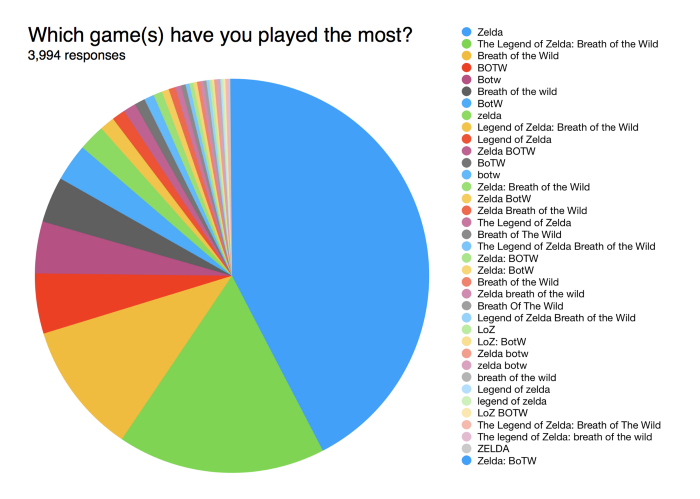 Which game(s) have you played the most?
3,994 responses
Zelda
The Legend of Zelda: Breath of the Wild
Breath of the Wild
BOTW
Botw
Breath of the wild
BotW
zelda
Legend of Zelda: Breath of the Wild
Legend of Zelda
Zelda BOTW
BoTW
botw
Zelda: Breath of the Wild
Zelda BotW
Zelda Breath of the Wild
The Legend of Zelda
Breath of The Wild
The Legend of Zelda Breath of the Wild
Zelda: BOTW
Zelda: BotW
Breath of the Wild
Zelda breath of the wild
Breath Of The Wild
Legend of Zelda Breath of the Wild
LoZ
LoZ: BotW
Zelda botw
zelda botw
breath of the wild
Legend of zelda
legend of zelda
LoZ BOTW
The Legend of Zelda: Breath of The Wild
The legend of Zelda: breath of the wild
ZELDA
Zelda: BoTW